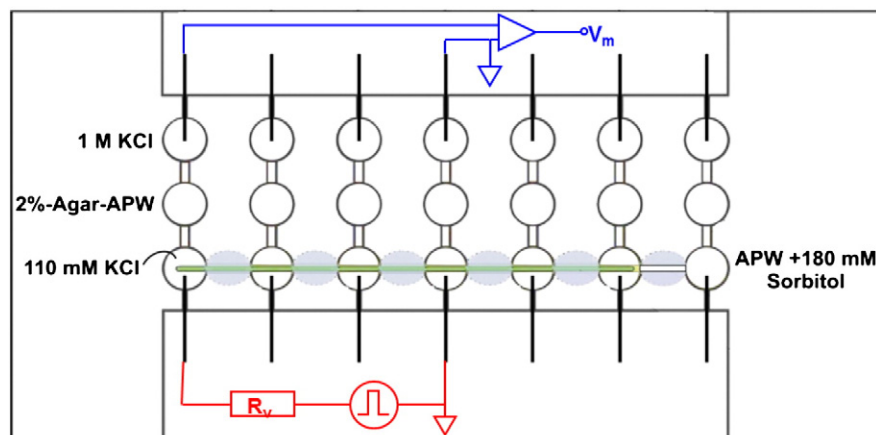 Vm
1 M KCl
2%-Agar-APW
110 mM KCl
APW +180 mM
Sorbitol
Rv